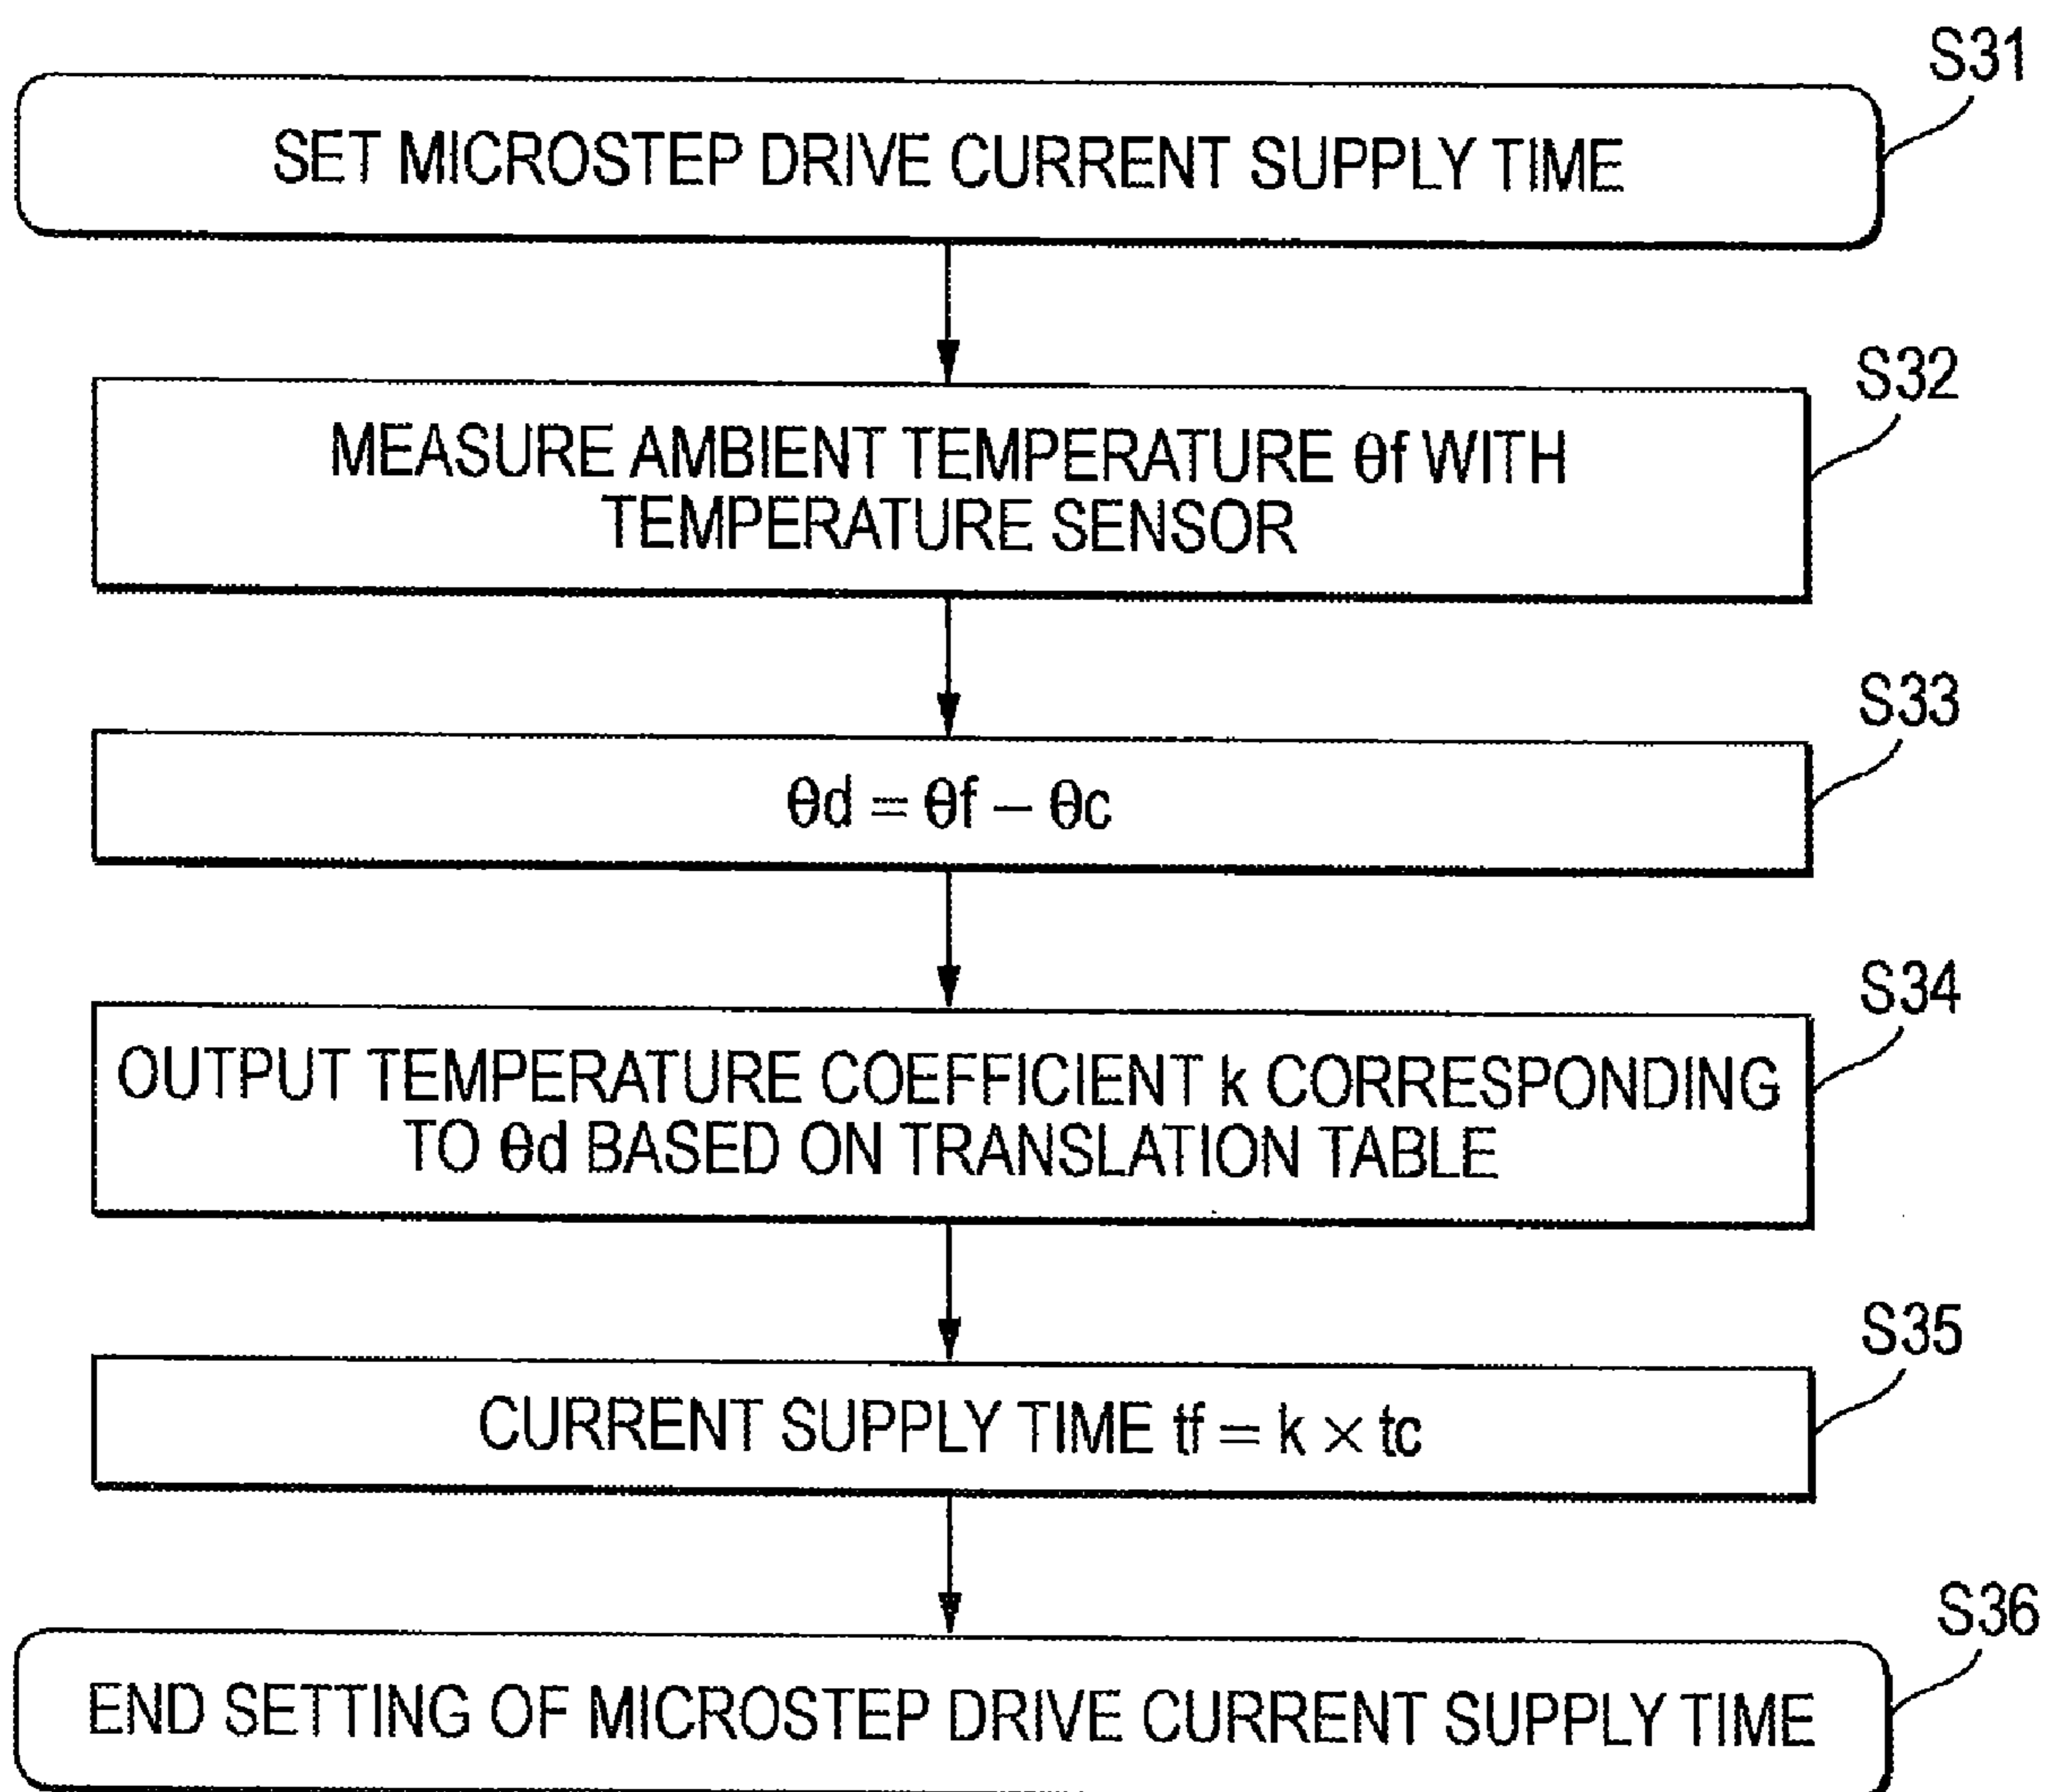 S31
SET MICROSTEP DRIVE CURRENT SUPPLY TIME
S32
MEASURE AMBIENT TEMPERATURE θf WITH
TEMPERATURE SENSOR
S33
θd = θf − θc
S34
OUTPUT TEMPERATURE COEFFICIENT k CORRESPONDING
TO θd BASED ON TRANSLATION TABLE
S35
CURRENT SUPPLY TIME tf = k × tc
S36
END SETTING OF MICROSTEP DRIVE CURRENT SUPPLY TIME